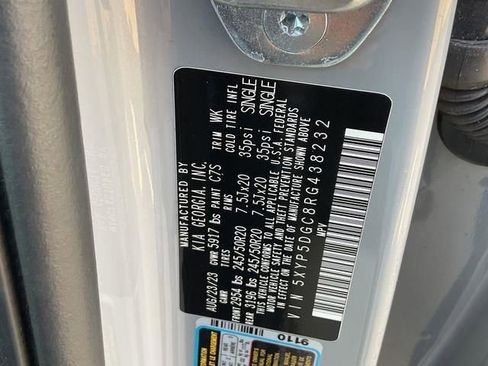 MANUFACTURED BY
KIA GEORGIA, INC.
AUG/23/23 GVWR 5917 lbs PAINT C7S TRIM WK
GAWR TIRES RIMS COLD TIRE INFL
FRONT 2954 lbs 245/50R20 7.5Jx20 35psi SINGLE
3196 lbs 245/50R20 7.5Jx20 35psi SINGLE
THIS VEHICLE CONFORMS TO ALL APPLICABLE U.S.A. FEDERAL
MOTOR VEHICLE SAFETY, AND THEFT PREVENTION STANDARDS
IN EFFECT ON THE DATE OF MANUFACTURE SHOWN ABOVE
MPV
VIN 5XYP5DGC8RG438232
9110